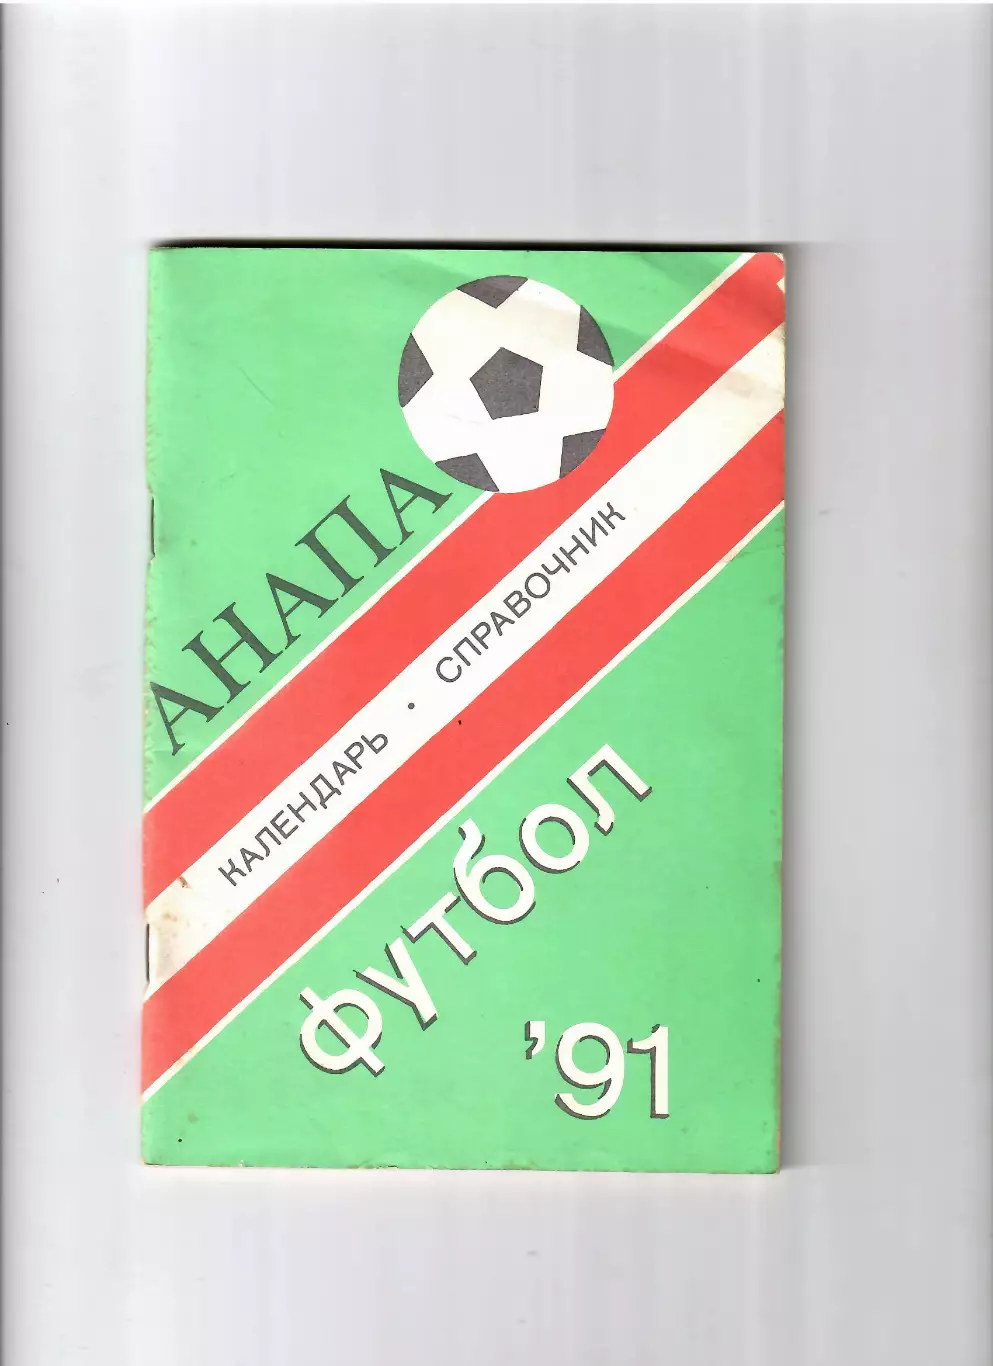 АНАПА
КАЛЕНДАРЬ • СПРАВОЧНИК
футбол
'91